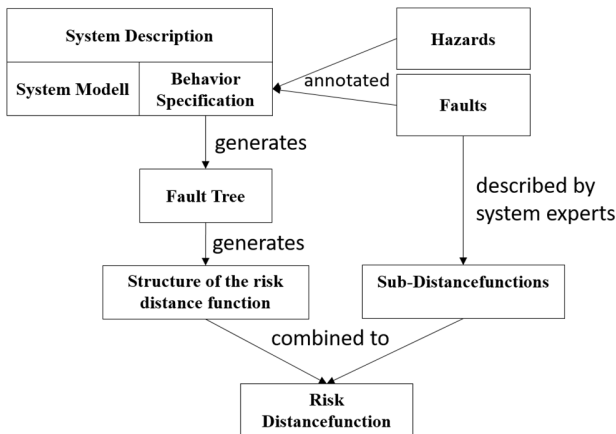 System Description
Hazards
System Modell
Behavior
Specification
annotated
Faults
generates
Fault Tree
described by
system experts
generates
Structure of the risk
distance function
Sub-Distancefunctions
combined to
Risk
Distancefunction